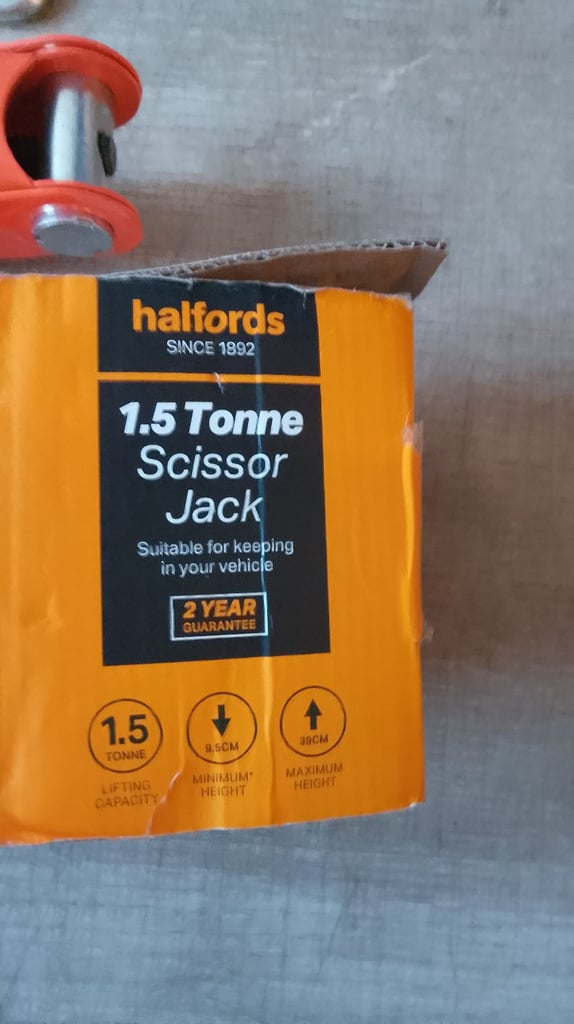 halfords
SINCE 1892
1.5 Tonne
Scissor
Jack
Suitable for keeping
in your vehicle
2 YEAR
GUARANTEE
1.5
TONNE
LIFTING
CAPACITY
9.5CM
MINIMUM*
HEIGHT
39CM
MAXIMUM
HEIGHT